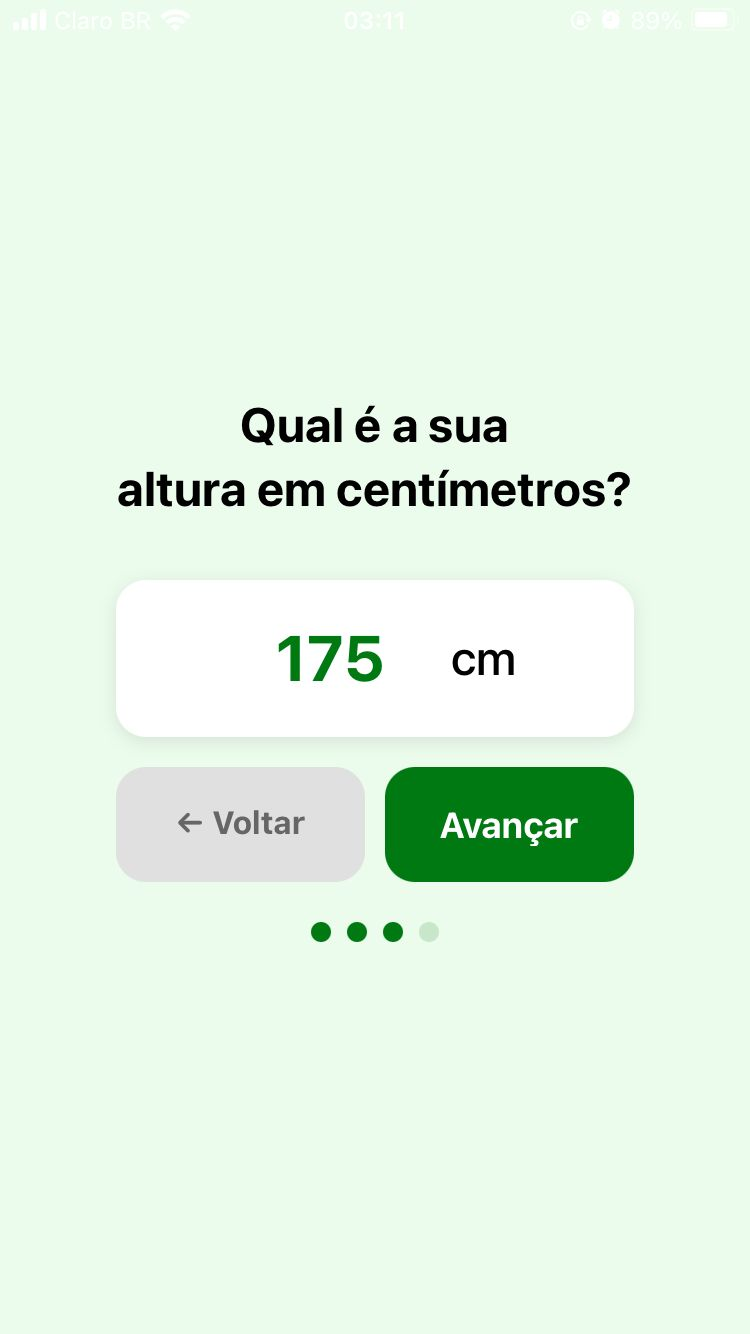 Claro BR 03:11 89%
Qual é a sua
altura em centímetros?
175 cm
← Voltar
Avançar